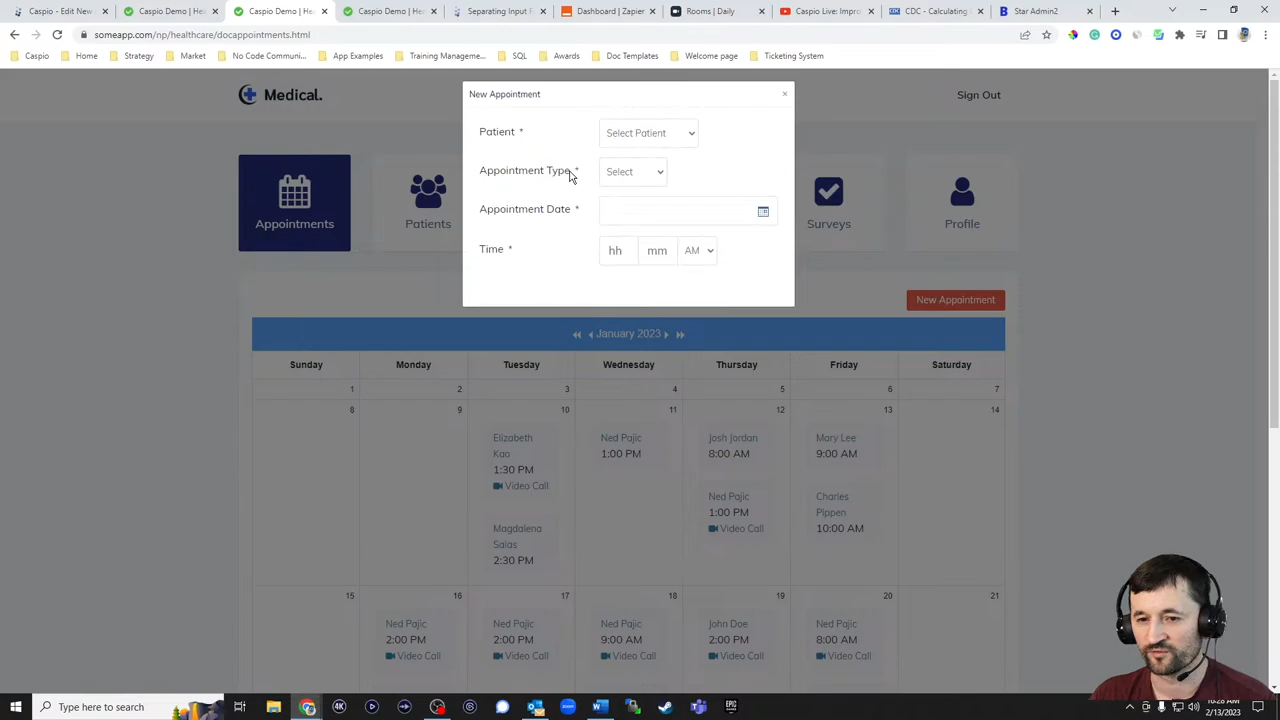 Caspio - Edit New
Caspio Demo | Hea
Caspio Demo | Hea
Caspio Demo | He
Separating Input F
Dashboard | Zapier
Rooms | Daily
Caspio Live Impro
CDC - Calculating
Star Admin2
someapp.com/np/healthcare/docappointments.html
Caspio Home Strategy Market No Code Communi... App Examples Training Manageme... SQL Awards Doc Templates Welcome page Ticketing System
Medical.
Sign Out
New Appointment ×
Patient * Select Patient
Appointment Type * Select
Appointment Date *
Time * hh mm AM
Appointments
Patients
Surveys
Profile
New Appointment
January 2023
Sunday Monday Tuesday Wednesday Thursday Friday Saturday
1 2 3 4 5 6 7
8 9 10 11 12 13 14
Elizabeth
Kao
1:30 PM
Video Call
Magdalena
Salas
2:30 PM
Ned Pajic
1:00 PM
Josh Jordan
8:00 AM
Ned Pajic
1:00 PM
Video Call
Mary Lee
9:00 AM
Charles
Pippen
10:00 AM
15 16 17 18 19 20 21
Ned Pajic
2:00 PM
Video Call
Ned Pajic
2:00 PM
Video Call
Ned Pajic
9:00 AM
Video Call
John Doe
2:00 PM
Video Call
Ned Pajic
8:00 AM
Video Call
Type here to search
10:28 AM
2/13/2023